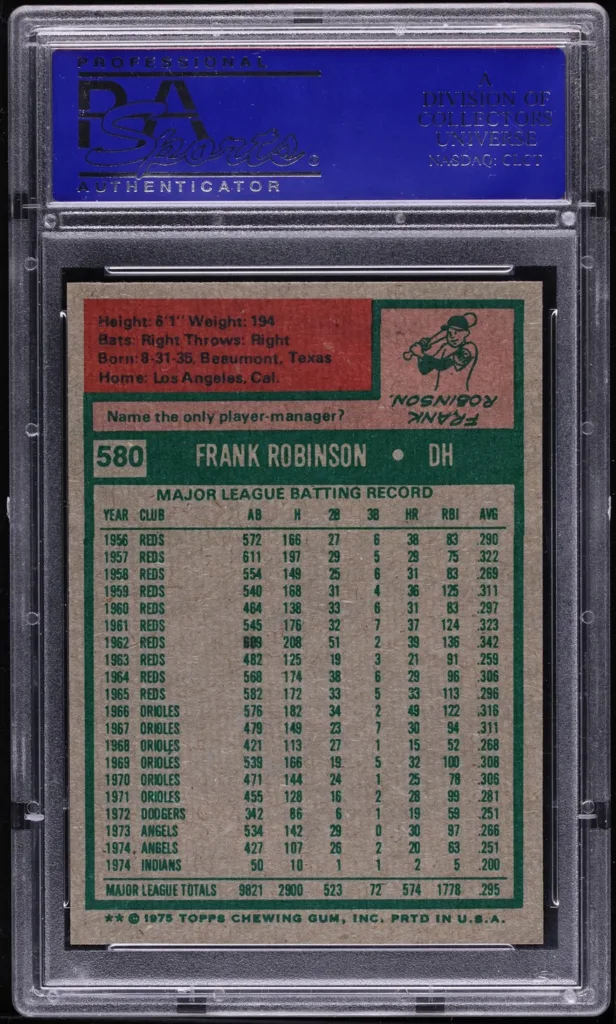 PROFESSIONAL
PSA
Sports®
AUTHENTICATOR
A
DIVISION OF
COLLECTORS
UNIVERSE
NASDAQ: CLCT
Height: 6'1" Weight: 194
Bats: Right Throws: Right
Born: 8-31-35, Beaumont, Texas
Home: Los Angeles, Cal.
Name the only player-manager?
FRANK
ROBINSON.
580 FRANK ROBINSON • DH
MAJOR LEAGUE BATTING RECORD
YEAR CLUB AB H 2B 3B HR RBI AVG
1956 REDS 572 166 27 6 38 83 .290
1957 REDS 611 197 29 5 29 75 .322
1958 REDS 554 149 25 6 31 83 .269
1959 REDS 540 168 31 4 36 125 .311
1960 REDS 464 138 33 6 31 83 .297
1961 REDS 545 176 32 7 37 124 .323
1962 REDS 609 208 51 2 39 136 .342
1963 REDS 482 125 19 3 21 91 .259
1964 REDS 568 174 38 6 29 96 .306
1965 REDS 582 172 33 5 33 113 .296
1966 ORIOLES 576 182 34 2 49 122 .316
1967 ORIOLES 479 149 23 7 30 94 .311
1968 ORIOLES 421 113 27 1 15 52 .268
1969 ORIOLES 539 166 19 5 32 100 .308
1970 ORIOLES 471 144 24 1 25 78 .306
1971 ORIOLES 455 128 16 2 28 99 .281
1972 DODGERS 342 86 6 1 19 59 .251
1973 ANGELS 534 142 29 0 30 97 .266
1974 ANGELS 427 107 26 2 20 63 .251
1974 INDIANS 50 10 1 1 2 5 .200
MAJOR LEAGUE TOTALS 9821 2900 523 72 574 1778 .295
★★ © 1975 TOPPS CHEWING GUM, INC. PRTD IN U.S.A.